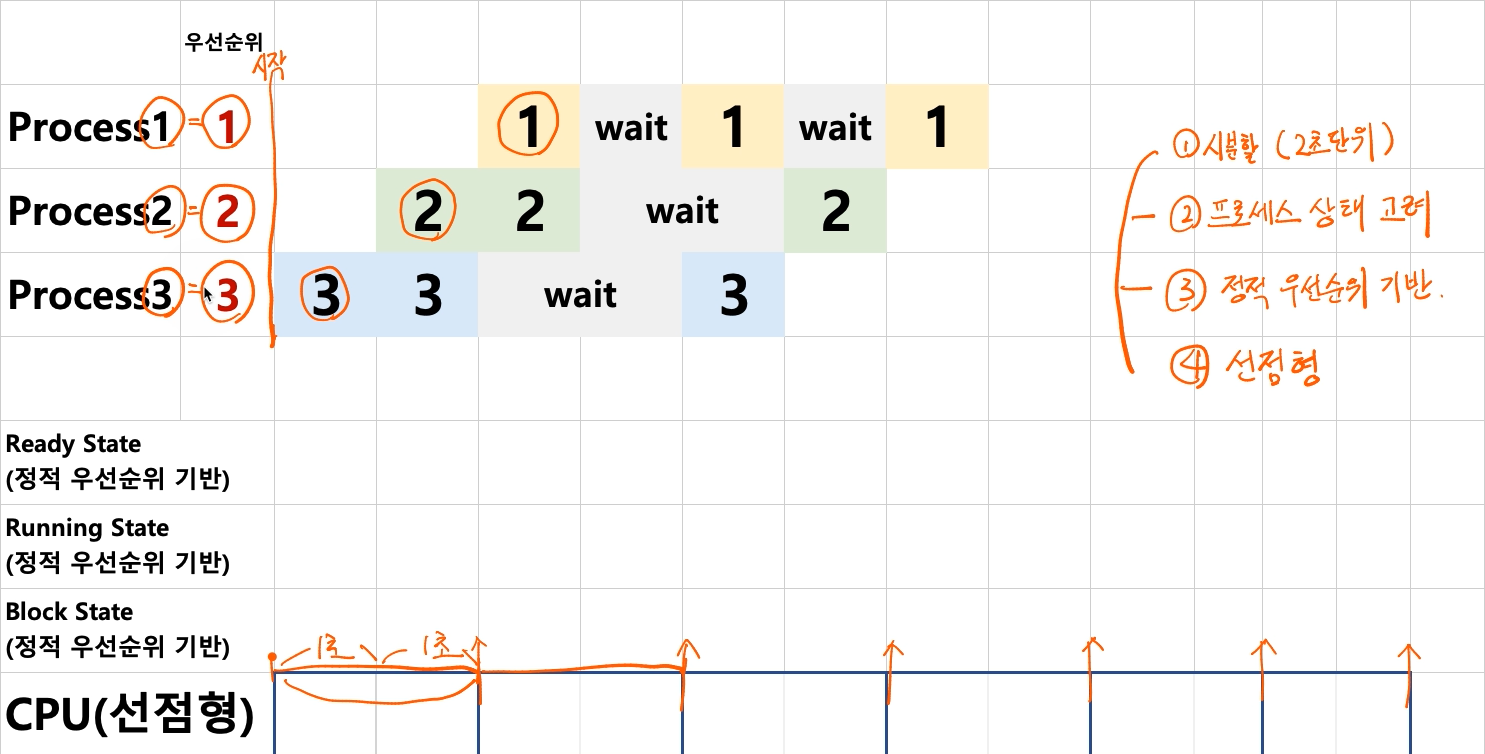 우선순위
시작
Process1 = 1 1 wait 1 wait 1
Process2 = 2 2 2 wait 2
Process3 = 3 3 3 wait 3
① 시분할 (2초단위)
② 프로세스 상태 고려
③ 정적 우선순위 기반.
④ 선점형
Ready State
(정적 우선순위 기반)
Running State
(정적 우선순위 기반)
Block State
(정적 우선순위 기반)
1초 1초
CPU(선점형)